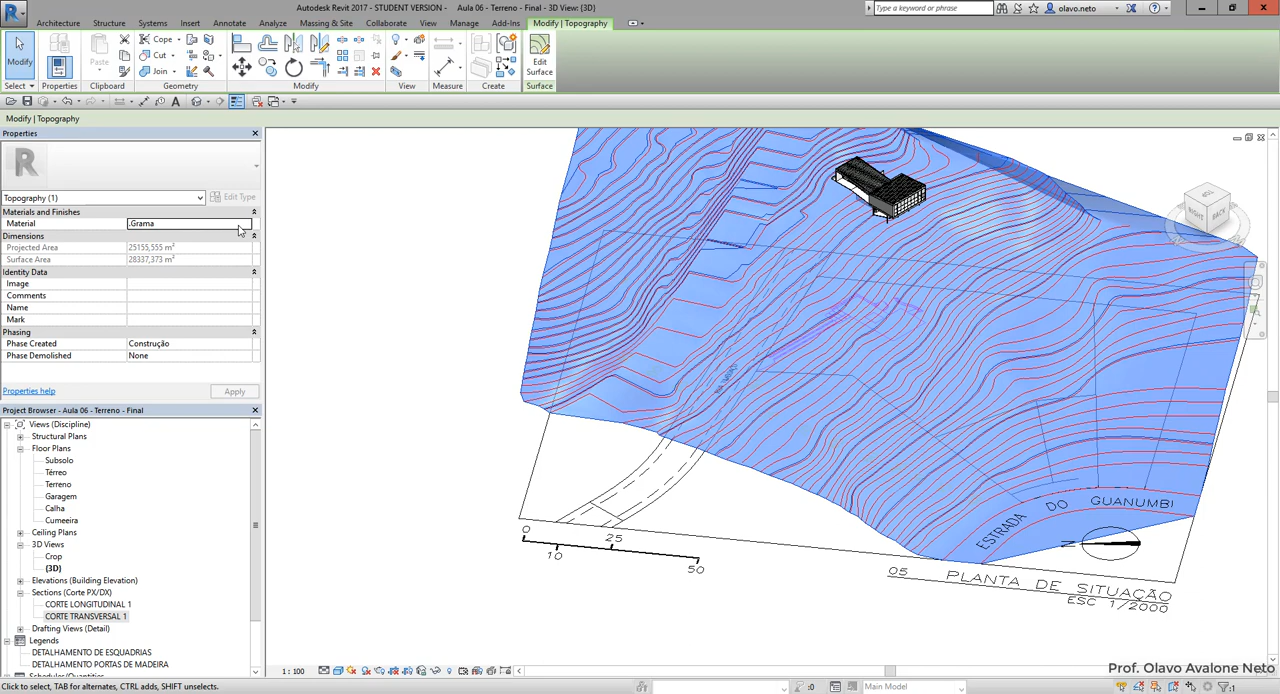 Autodesk Revit 2017 - STUDENT VERSION - Aula 06 - Terreno - Final - 3D View: {3D}
Type a keyword or phrase
olavo.neto
Architecture Structure Systems Insert Annotate Analyze Massing & Site Collaborate View Manage Add-Ins Modify | Topography
Modify
Paste
Cope
Cut
Join
Edit
Surface
Select Properties Clipboard Geometry Modify View Measure Create Surface
Modify | Topography
Properties
R
Topography (1)
Edit Type
Materials and Finishes
Material .Grama
Dimensions
Projected Area 25155,555 m²
Surface Area 28337,373 m²
Identity Data
Image
Comments
Name
Mark
Phasing
Phase Created Construção
Phase Demolished None
Properties help
Apply
Project Browser - Aula 06 - Terreno - Final
Views (Discipline)
Structural Plans
Floor Plans
Subsolo
Térreo
Terreno
Garagem
Calha
Cumeeira
Ceiling Plans
3D Views
Crop
{3D}
Elevations (Building Elevation)
Sections (Corte PX/DX)
CORTE LONGITUDINAL 1
CORTE TRANSVERSAL 1
Drafting Views (Detail)
Legends
DETALHAMENTO DE ESQUADRIAS
DETALHAMENTO PORTAS DE MADEIRA
TOP
RIGHT
BACK
ESTRADA DO GUANUMBI
N
0
10
25
50
05 PLANTA DE SITUAÇÃO
ESC 1/2000
1 : 100
Prof. Olavo Avalone Neto
Click to select, TAB for alternates, CTRL adds, SHIFT unselects.
:0
Main Model
:1